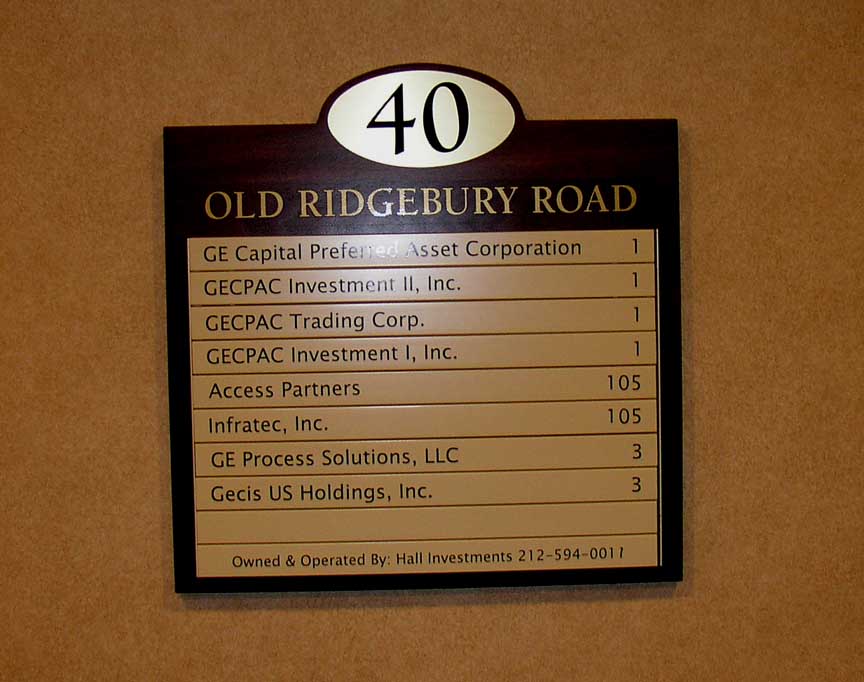 40
OLD RIDGEBURY ROAD
GE Capital Preferred Asset Corporation 1
GECPAC Investment II, Inc. 1
GECPAC Trading Corp. 1
GECPAC Investment I, Inc. 1
Access Partners 105
Infratec, Inc. 105
GE Process Solutions, LLC 3
Gecis US Holdings, Inc. 3
Owned & Operated By: Hall Investments 212-594-0011